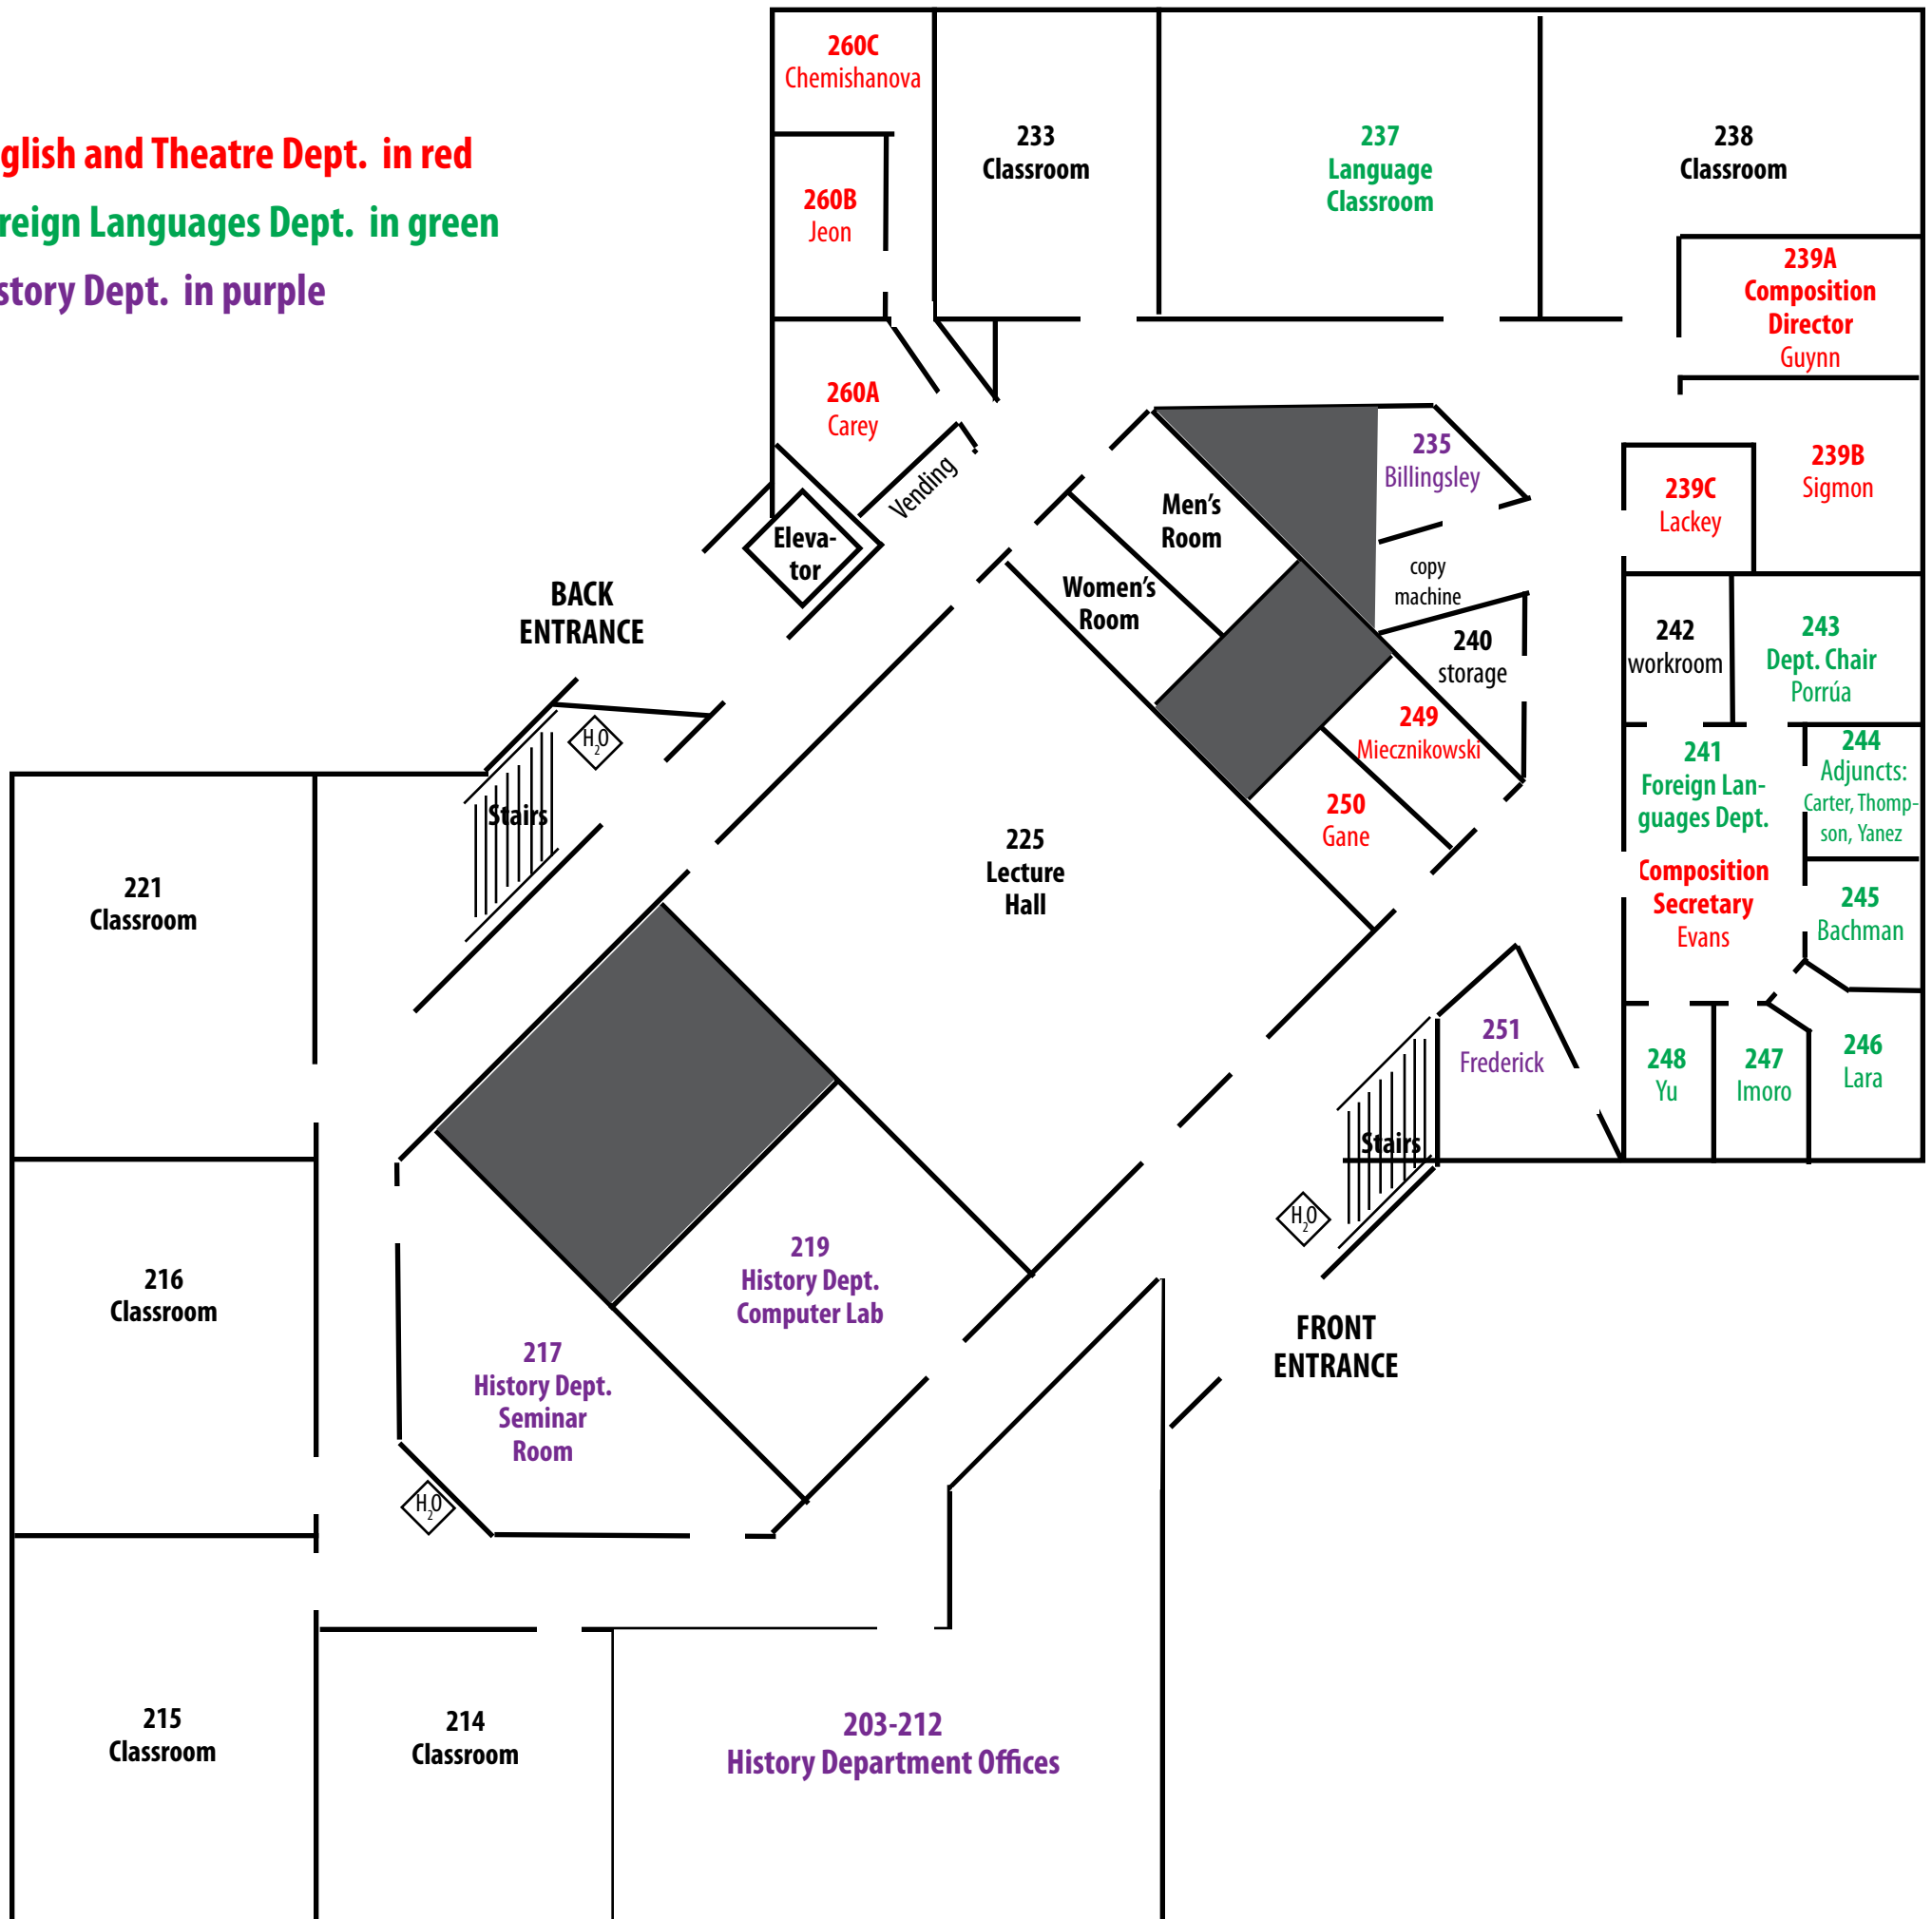 glish and Theatre Dept. in red
reign Languages Dept. in green
story Dept. in purple
260C
Chemishanova
260B
Jeon
260A
Carey
233
Classroom
237
Language
Classroom
238
Classroom
239A
Composition
Director
Guynn
239B
Sigmon
239C
Lackey
235
Billingsley
copy
machine
240
storage
Men's
Room
Women's
Room
Vending
Eleva-
tor
BACK
ENTRANCE
H2O
Stairs
242
workroom
243
Dept. Chair
Porrúa
241
Foreign Lan-
guages Dept.
Composition
Secretary
Evans
244
Adjuncts:
Carter, Thomp-
son, Yanez
245
Bachman
246
Lara
247
Imoro
248
Yu
249
Miecznikowski
250
Gane
251
Frederick
225
Lecture
Hall
221
Classroom
216
Classroom
217
History Dept.
Seminar
Room
219
History Dept.
Computer Lab
Stairs
H2O
FRONT
ENTRANCE
H2O
215
Classroom
214
Classroom
203-212
History Department Offices